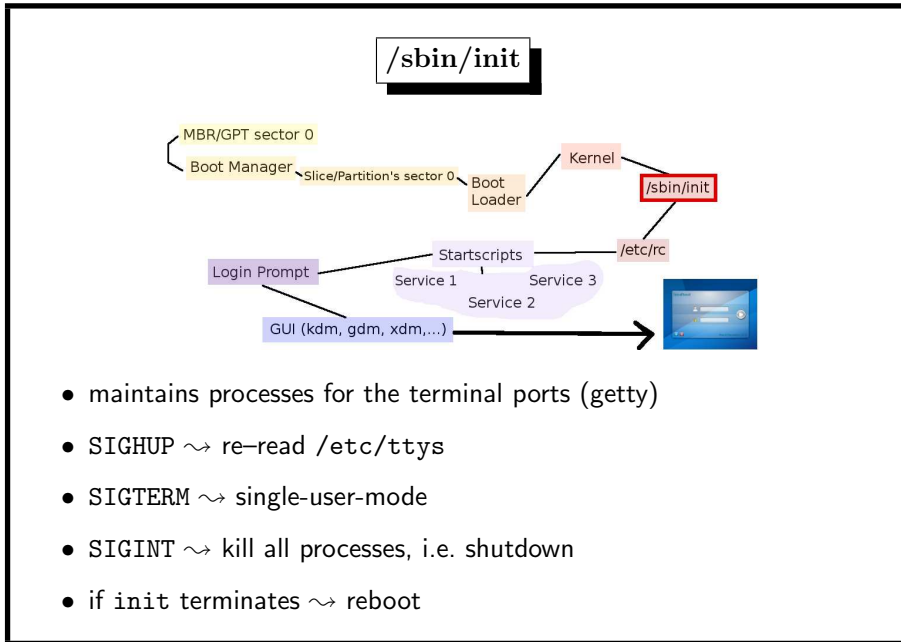 /sbin/init
MBR/GPT sector 0
Boot Manager
Slice/Partition's sector 0
Boot
Loader
Kernel
/sbin/init
/etc/rc
Startscripts
Service 1
Service 2
Service 3
Login Prompt
GUI (kdm, gdm, xdm,...)
• maintains processes for the terminal ports (getty)
• SIGHUP ⤳ re–read /etc/ttys
• SIGTERM ⤳ single-user-mode
• SIGINT ⤳ kill all processes, i.e. shutdown
• if init terminates ⤳ reboot